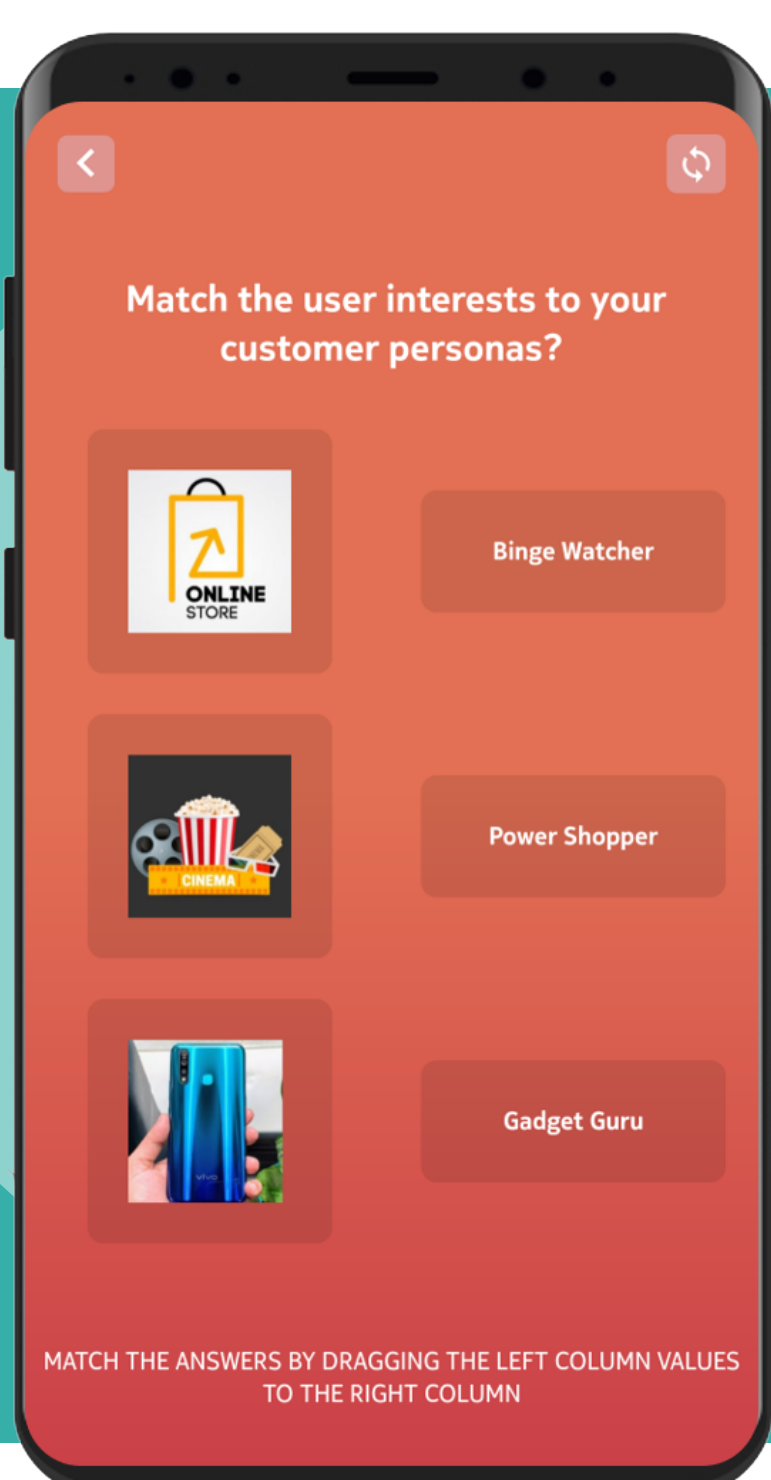 Match the user interests to your
customer personas?
ONLINE
STORE
Binge Watcher
CINEMA
Power Shopper
vivo
Gadget Guru
MATCH THE ANSWERS BY DRAGGING THE LEFT COLUMN VALUES
TO THE RIGHT COLUMN